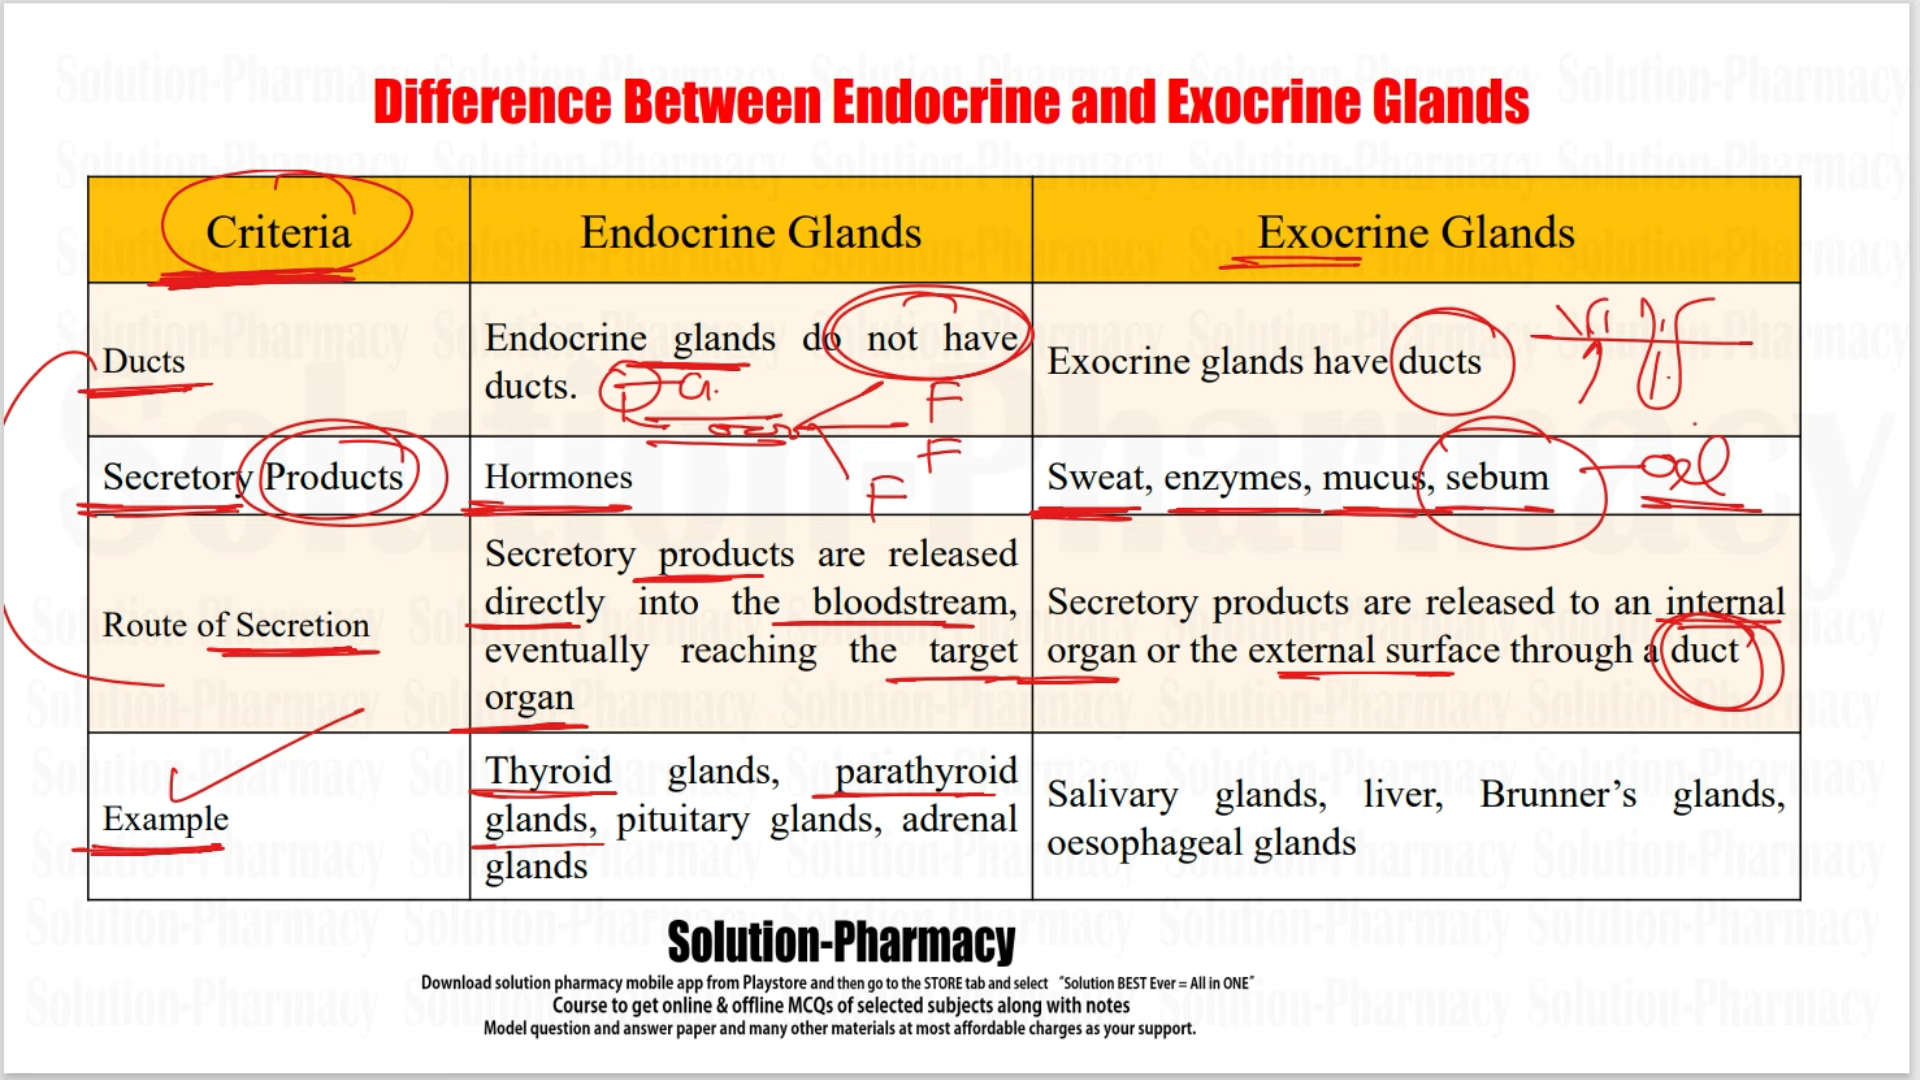 Difference Between Endocrine and Exocrine Glands
Criteria
Endocrine Glands
Exocrine Glands
Ducts
Endocrine glands do not have
ducts.
Exocrine glands have ducts
Secretory Products
Hormones
Sweat, enzymes, mucus, sebum
Route of Secretion
Secretory products are released
directly into the bloodstream,
eventually reaching the target
organ
Secretory products are released to an internal
organ or the external surface through a duct
Example
Thyroid glands, parathyroid
glands, pituitary glands, adrenal
glands
Salivary glands, liver, Brunner’s glands,
oesophageal glands
F
F
F
Solution-Pharmacy
Download solution pharmacy mobile app from Playstore and then go to the STORE tab and select “Solution BEST Ever = All in ONE”
Course to get online & offline MCQs of selected subjects along with notes
Model question and answer paper and many other materials at most affordable charges as your support.